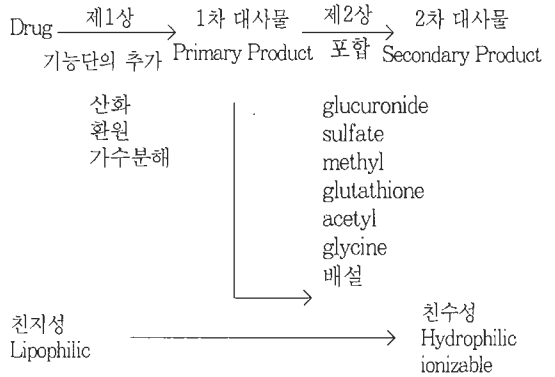 Drug 제1상 1차 대사물 제2상 2차 대사물
기능단의 추가 Primary Product 포합 Secondary Product
산화
환원
가수분해
glucuronide
sulfate
methyl
glutathione
acetyl
glycine
배설
친지성
Lipophilic
친수성
Hydrophilic
ionizable